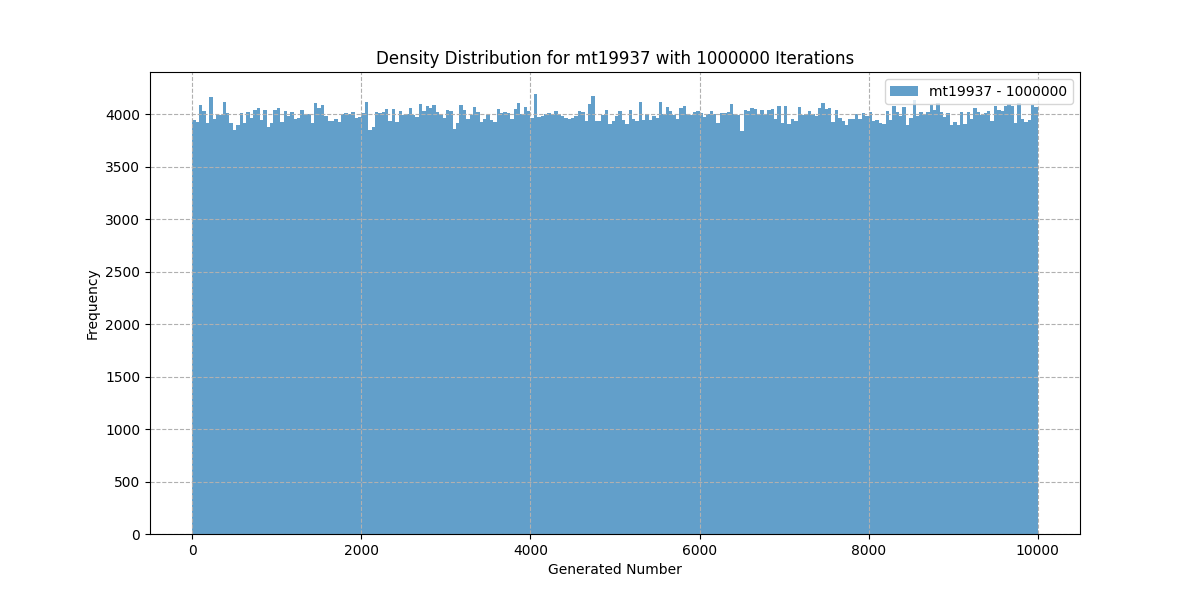 Density Distribution for mt19937 with 1000000 Iterations
mt19937 - 1000000
4000
3500
3000
2500
2000
1500
1000
500
0
Frequency
0 2000 4000 6000 8000 10000
Generated Number